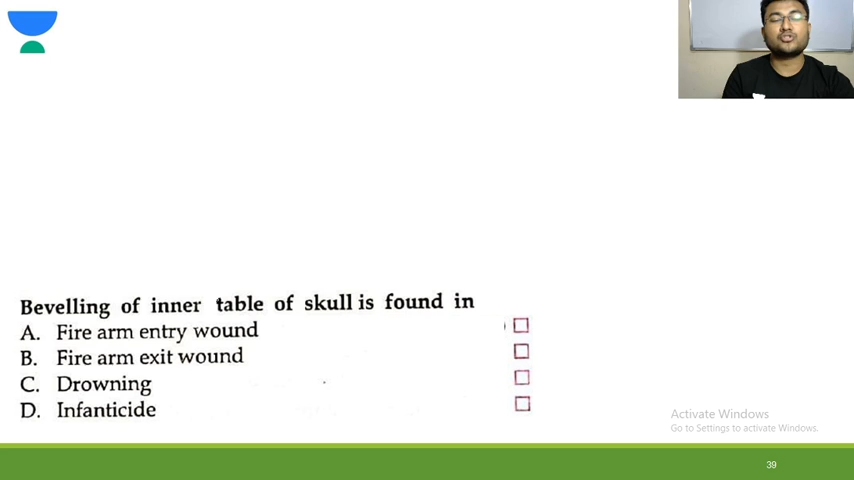 Bevelling of inner table of skull is found in
A. Fire arm entry wound
B. Fire arm exit wound
C. Drowning
D. Infanticide
Activate Windows
Go to Settings to activate Windows.
39